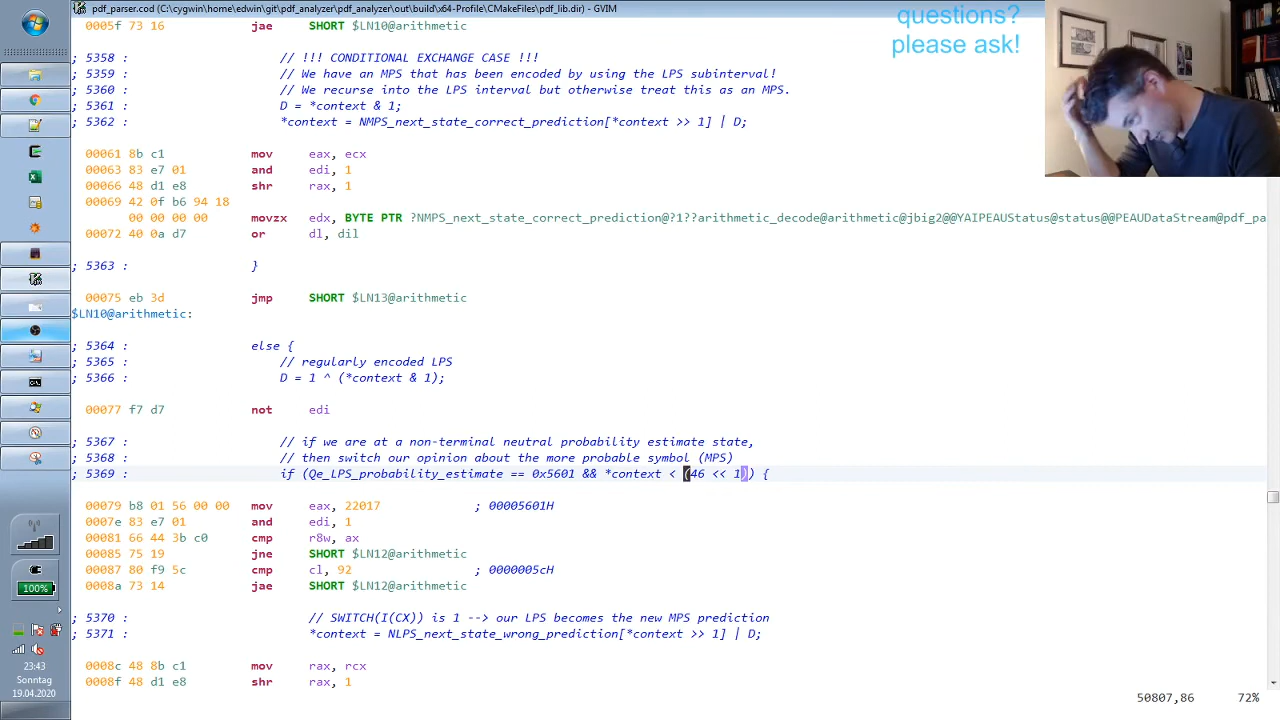 pdf_parser.cod (C:\cygwin\home\edwin\git\pdf_analyzer\pdf_analyzer\out\build\x64-Profile\CMakeFiles\pdf_lib.dir) - GVIM
questions?
please ask!
0005f 73 16 jae SHORT $LN10@arithmetic
; 5358 : // !!! CONDITIONAL EXCHANGE CASE !!!
; 5359 : // We have an MPS that has been encoded by using the LPS subinterval!
; 5360 : // We recurse into the LPS interval but otherwise treat this as an MPS.
; 5361 : D = *context & 1;
; 5362 : *context = NMPS_next_state_correct_prediction[*context >> 1] | D;
00061 8b c1 mov eax, ecx
00063 83 e7 01 and edi, 1
00066 48 d1 e8 shr rax, 1
00069 42 0f b6 94 18
00 00 00 00 movzx edx, BYTE PTR ?NMPS_next_state_correct_prediction@?1??arithmetic_decode@arithmetic@jbig2@@YAIPEAUStatus@status@@PEAUDataStream@pdf_pa
00072 40 0a d7 or dl, dil
; 5363 : }
00075 eb 3d jmp SHORT $LN13@arithmetic
$LN10@arithmetic:
; 5364 : else {
; 5365 : // regularly encoded LPS
; 5366 : D = 1 ^ (*context & 1);
00077 f7 d7 not edi
; 5367 : // if we are at a non-terminal neutral probability estimate state,
; 5368 : // then switch our opinion about the more probable symbol (MPS)
; 5369 : if (Qe_LPS_probability_estimate == 0x5601 && *context < (46 << 1)) {
00079 b8 01 56 00 00 mov eax, 22017 ; 00005601H
0007e 83 e7 01 and edi, 1
00081 66 44 3b c0 cmp r8w, ax
00085 75 19 jne SHORT $LN12@arithmetic
00087 80 f9 5c cmp cl, 92 ; 0000005cH
0008a 73 14 jae SHORT $LN12@arithmetic
; 5370 : // SWITCH(I(CX)) is 1 --> our LPS becomes the new MPS prediction
; 5371 : *context = NLPS_next_state_wrong_prediction[*context >> 1] | D;
0008c 48 8b c1 mov rax, rcx
0008f 48 d1 e8 shr rax, 1
50807,86 72%
100%
23:43
Sonntag
19.04.2020